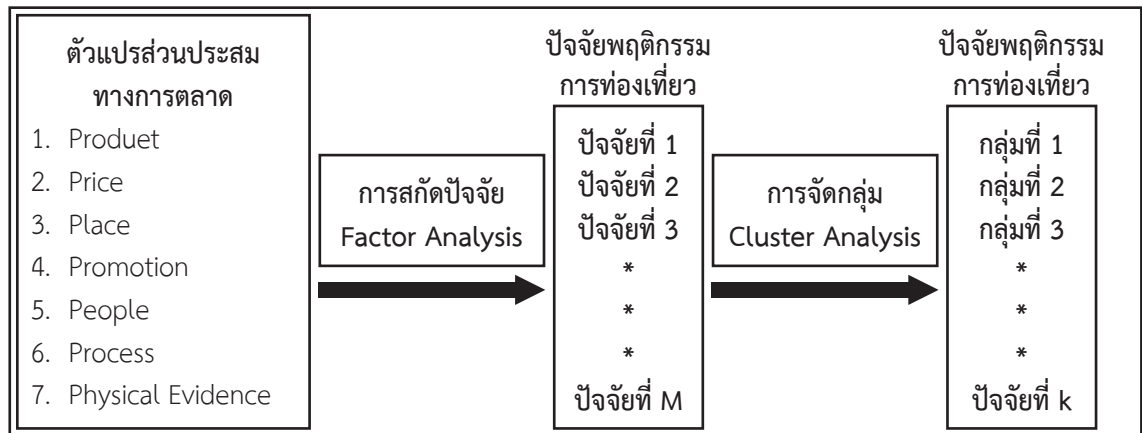 ตัวแปรส่วนประสม
ทางการตลาด
1. Produet
2. Price
3. Place
4. Promotion
5. People
6. Process
7. Physical Evidence
การสกัดปัจจัย
Factor Analysis
ปัจจัยพฤติกรรม
การท่องเที่ยว
ปัจจัยที่ 1
ปัจจัยที่ 2
ปัจจัยที่ 3
*
*
*
ปัจจัยที่ M
การจัดกลุ่ม
Cluster Analysis
ปัจจัยพฤติกรรม
การท่องเที่ยว
กลุ่มที่ 1
กลุ่มที่ 2
กลุ่มที่ 3
*
*
*
ปัจจัยที่ k